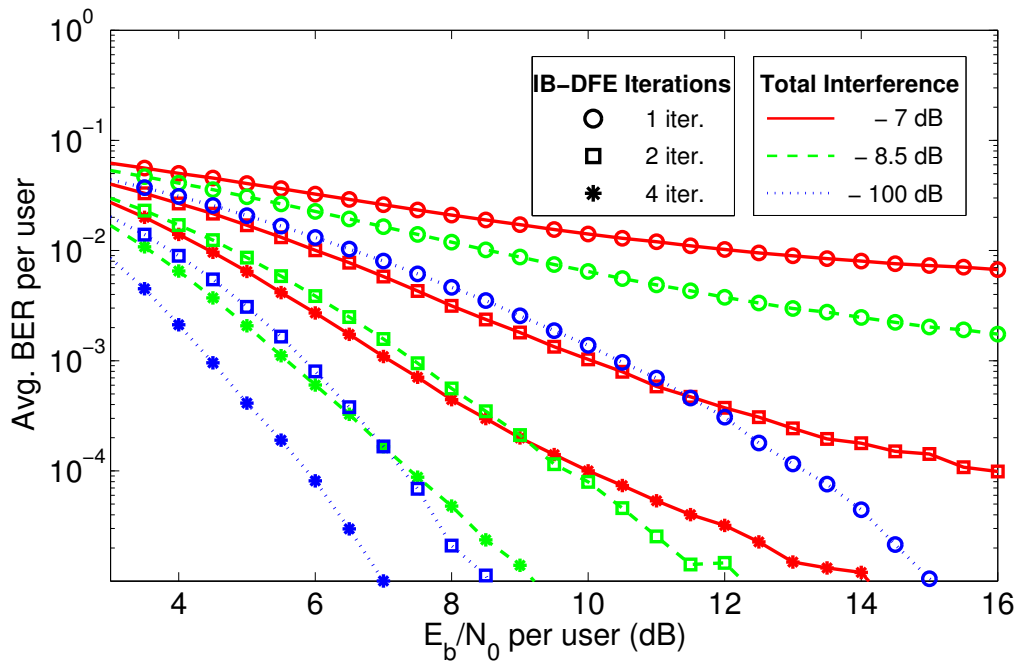 10^0
10^-1
10^-2
10^-3
10^-4
Avg. BER per user
IB−DFE Iterations
1 iter.
2 iter.
4 iter.
Total Interference
− 7 dB
− 8.5 dB
− 100 dB
4 6 8 10 12 14 16
E_b/N_0 per user (dB)